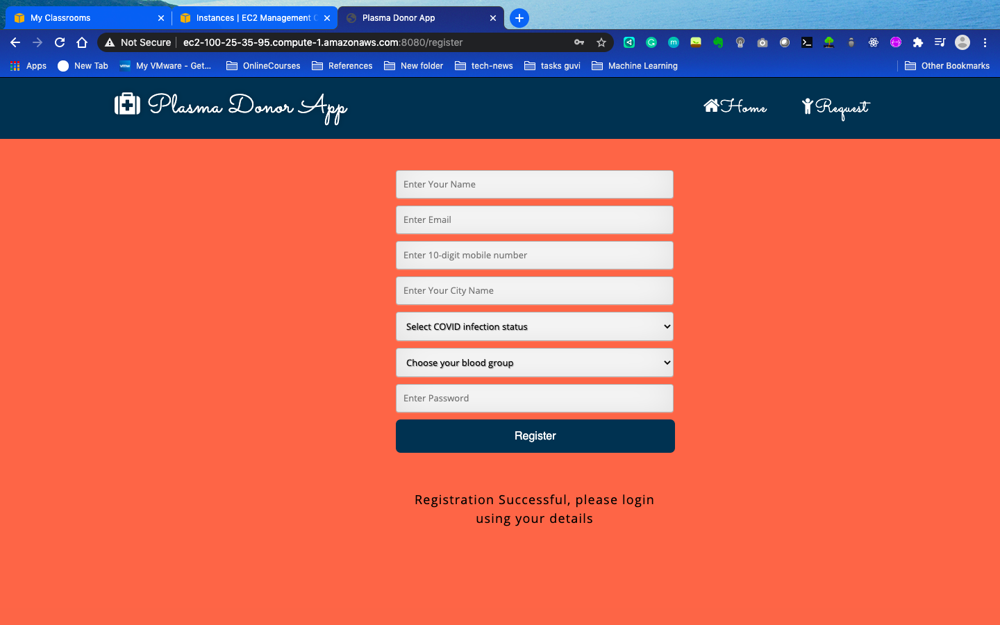 My Classrooms
Instances | EC2 Management C
Plasma Donor App
Not Secure
ec2-100-25-35-95.compute-1.amazonaws.com:8080/register
Apps
New Tab
vmw
My VMware - Get...
OnlineCourses
References
New folder
tech-news
tasks guvi
Machine Learning
Other Bookmarks
Plasma Donor App
Home
Request
Enter Your Name
Enter Email
Enter 10-digit mobile number
Enter Your City Name
Select COVID infection status
Choose your blood group
Enter Password
Register
Registration Successful, please login
using your details